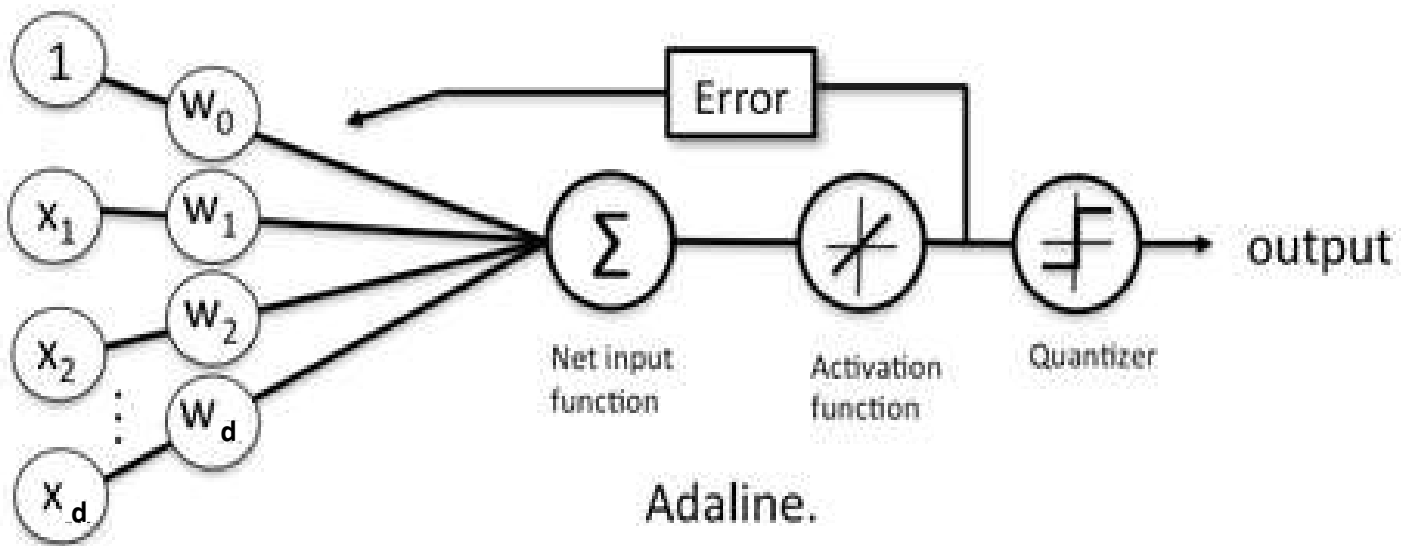 1
W0
Error
x1
W1
Σ
output
x2
W2
Net input
function
Activation
function
Quantizer
Wd
xd
Adaline.